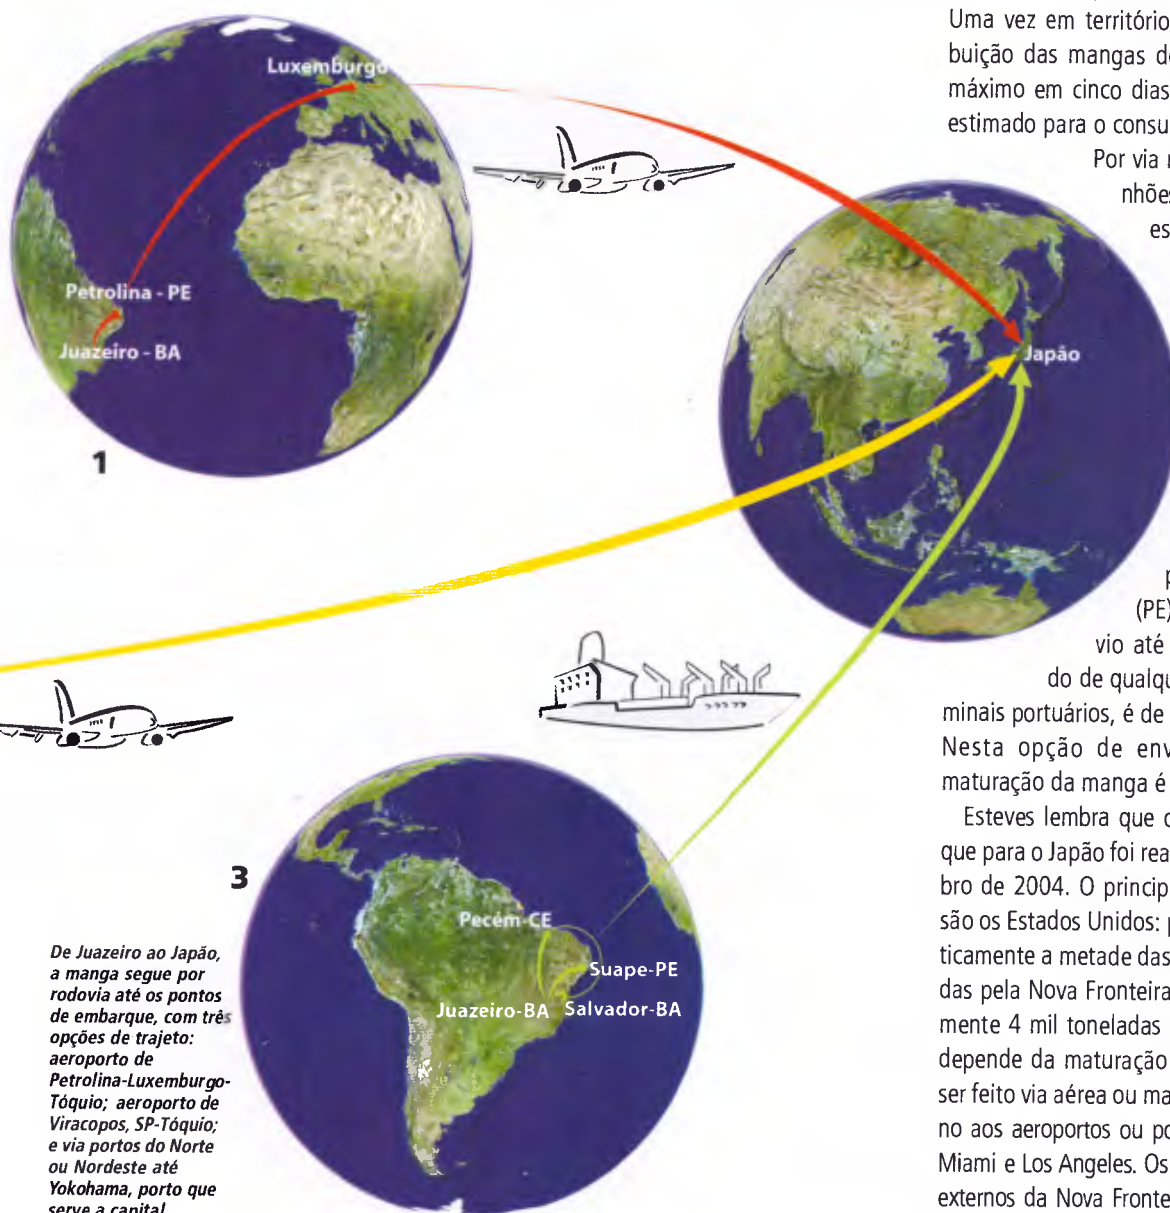 Luxemburgo
Petrolina - PE
Juazeiro - BA
1
Japão
3
Pecém-CE
Suape-PE
Juazeiro-BA
Salvador-BA
De Juazeiro ao Japão,
a manga segue por
rodovia até os pontos
de embarque, com três
opções de trajeto:
aeroporto de
Petrolina-Luxemburgo-
Tóquio; aeroporto de
Viracopos, SP-Tóquio;
e via portos do Norte
ou Nordeste até
Yokohama, porto que
serve a capital
Uma vez em território
buição das mangas de
máximo em cinco dias
estimado para o consu
Por via
nhões
es
p
(PE)
vio até
do de qualqu
minais portuários, é de
Nesta opção de env
maturação da manga é
Esteves lembra que
que para o Japão foi rea
bro de 2004. O princip
são os Estados Unidos: p
ticamente a metade das
das pela Nova Fronteira
mente 4 mil toneladas
depende da maturação
ser feito via aérea ou ma
no aos aeroportos ou po
Miami e Los Angeles. Os
externos da Nova Fronte